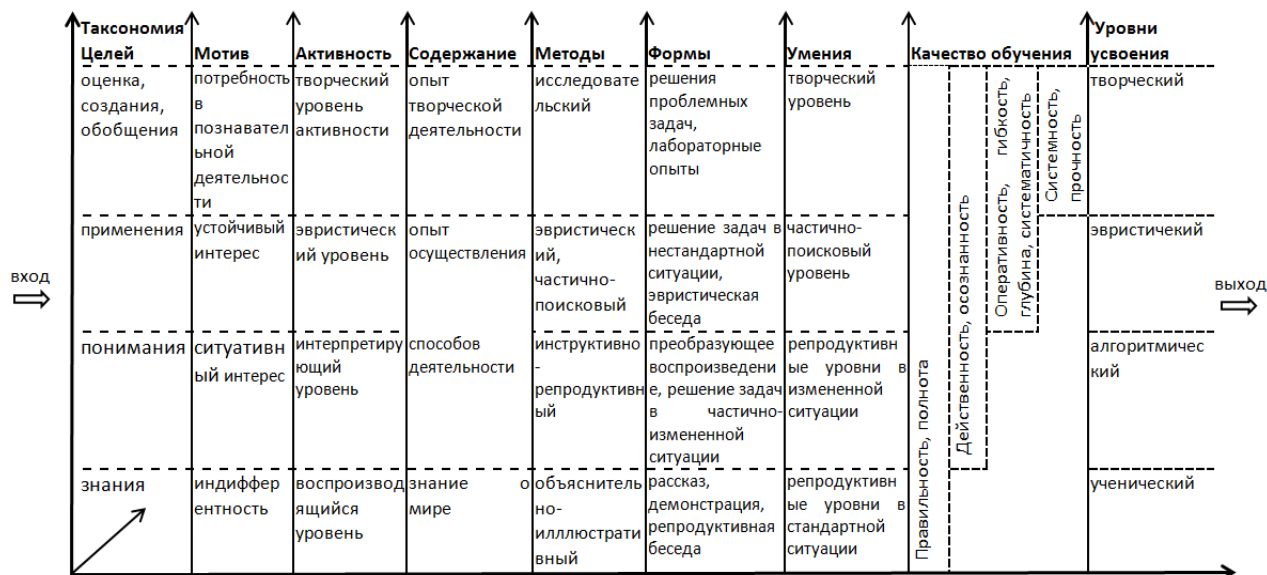 Таксономия
Целей
Мотив
Активность
Содержание
Методы
Формы
Умения
Качество обучения
Уровни
усвоения
оценка,
создания,
обобщения
потребность
в
познавател
ьной
деятельнос
ти
творческий
уровень
активности
опыт
творческой
деятельности
исследовате
льский
решения
проблемных
задач,
лабораторные
опыты
творческий
уровень
творческий
применения
устойчивый
интерес
эвристическ
ий уровень
опыт
осуществления
эвристическ
ий,
частично-
поисковый
решение задач в
нестандартной
ситуации,
эвристическая
беседа
частично-
поисковый
уровень
эвристичекий
понимания
ситуативн
ый интерес
интерпретиру
ющий
уровень
способов
деятельности
инструктивно
-
репродуктивн
ый
преобразующее
воспроизведени
е, решение задач
в частично-
измененной
ситуации
репродуктивн
ые уровни в
измененной
ситуации
алгоритмичес
кий
знания
индиффер
ентность
воспроизвод
ящийся
уровень
знание о
мире
объяснитель
но-
илллюстрати
вный
рассказ,
демонстрация,
репродуктивная
беседа
репродуктивн
ые уровни в
стандартной
ситуации
ученический
Правильность, полнота
Действенность, осознанность
Оперативность, гибкость,
глубина, систематичность
Системность,
прочность
вход
выход